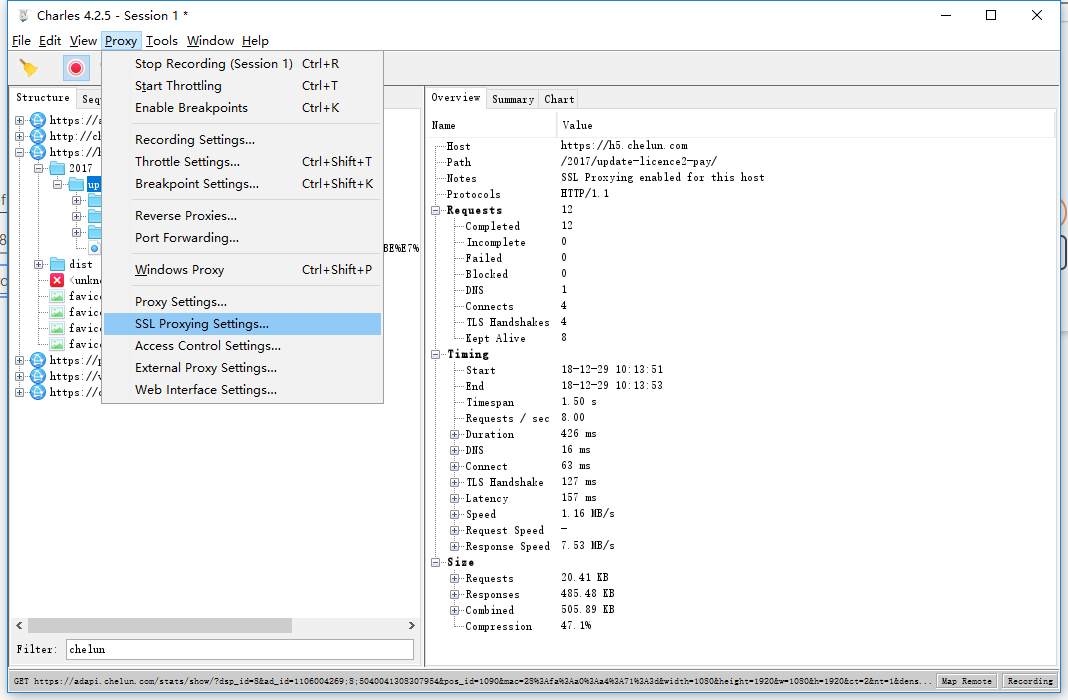 Charles 4.2.5 - Session 1 *
File Edit View Proxy Tools Window Help
Stop Recording (Session 1) Ctrl+R
Start Throttling Ctrl+T
Enable Breakpoints Ctrl+K
Recording Settings...
Throttle Settings... Ctrl+Shift+T
Breakpoint Settings... Ctrl+Shift+K
Reverse Proxies...
Port Forwarding...
Windows Proxy Ctrl+Shift+P
Proxy Settings...
SSL Proxying Settings...
Access Control Settings...
External Proxy Settings...
Web Interface Settings...
Structure Seq
https://a
http://ch
https://h
2017
up
BE%E7%
dist
<unkn
favic
favic
favic
favic
https://p
https://v
https://c
Filter: chelun
Overview Summary Chart
Name Value
Host https://h5.chelun.com
Path /2017/update-licence2-pay/
Notes SSL Proxying enabled for this host
Protocols HTTP/1.1
Requests 12
Completed 12
Incomplete 0
Failed 0
Blocked 0
DNS 1
Connects 4
TLS Handshakes 4
Kept Alive 8
Timing
Start 18-12-29 10:13:51
End 18-12-29 10:13:53
Timespan 1.50 s
Requests / sec 8.00
Duration 426 ms
DNS 16 ms
Connect 63 ms
TLS Handshake 127 ms
Latency 157 ms
Speed 1.16 MB/s
Request Speed –
Response Speed 7.53 MB/s
Size
Requests 20.41 KB
Responses 485.48 KB
Combined 505.89 KB
Compression 47.1%
GET https://adapi.chelun.com/stats/show/?dsp_id=8&ad_id=1106004269;8;5040041308307954&pos_id=1090&mac=28%3Afa%3Aa0%3Aa4%3A71%3A3d&width=1080&height=1920&w=1080&h=1920&ct=2&nt=1&dens... Map Remote Recording